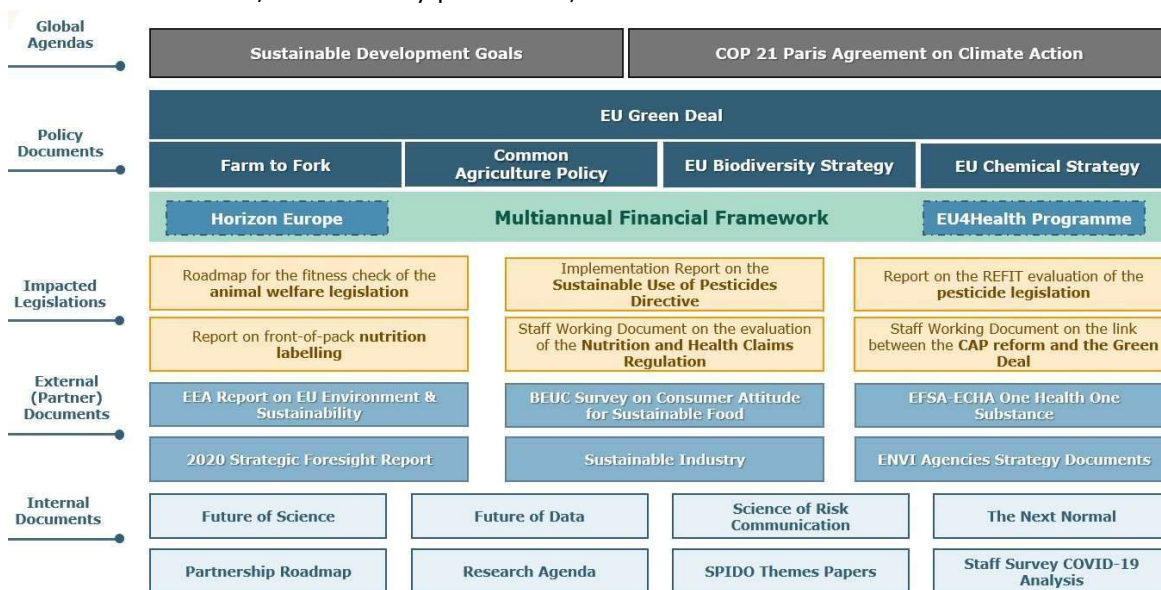 Global
Agendas
Sustainable Development Goals
COP 21 Paris Agreement on Climate Action
Policy
Documents
EU Green Deal
Farm to Fork
Common
Agriculture Policy
EU Biodiversity Strategy
EU Chemical Strategy
Horizon Europe
Multiannual Financial Framework
EU4Health Programme
Impacted
Legislations
Roadmap for the fitness check of the
animal welfare legislation
Implementation Report on the
Sustainable Use of Pesticides
Directive
Report on the REFIT evaluation of the
pesticide legislation
Report on front-of-pack nutrition
labelling
Staff Working Document on the evaluation
of the Nutrition and Health Claims
Regulation
Staff Working Document on the link
between the CAP reform and the Green
Deal
External
(Partner)
Documents
EEA Report on EU Environment &
Sustainability
BEUC Survey on Consumer Attitude
for Sustainable Food
EFSA-ECHA One Health One
Substance
2020 Strategic Foresight Report
Sustainable Industry
ENVI Agencies Strategy Documents
Internal
Documents
Future of Science
Future of Data
Science of Risk
Communication
The Next Normal
Partnership Roadmap
Research Agenda
SPIDO Themes Papers
Staff Survey COVID-19
Analysis